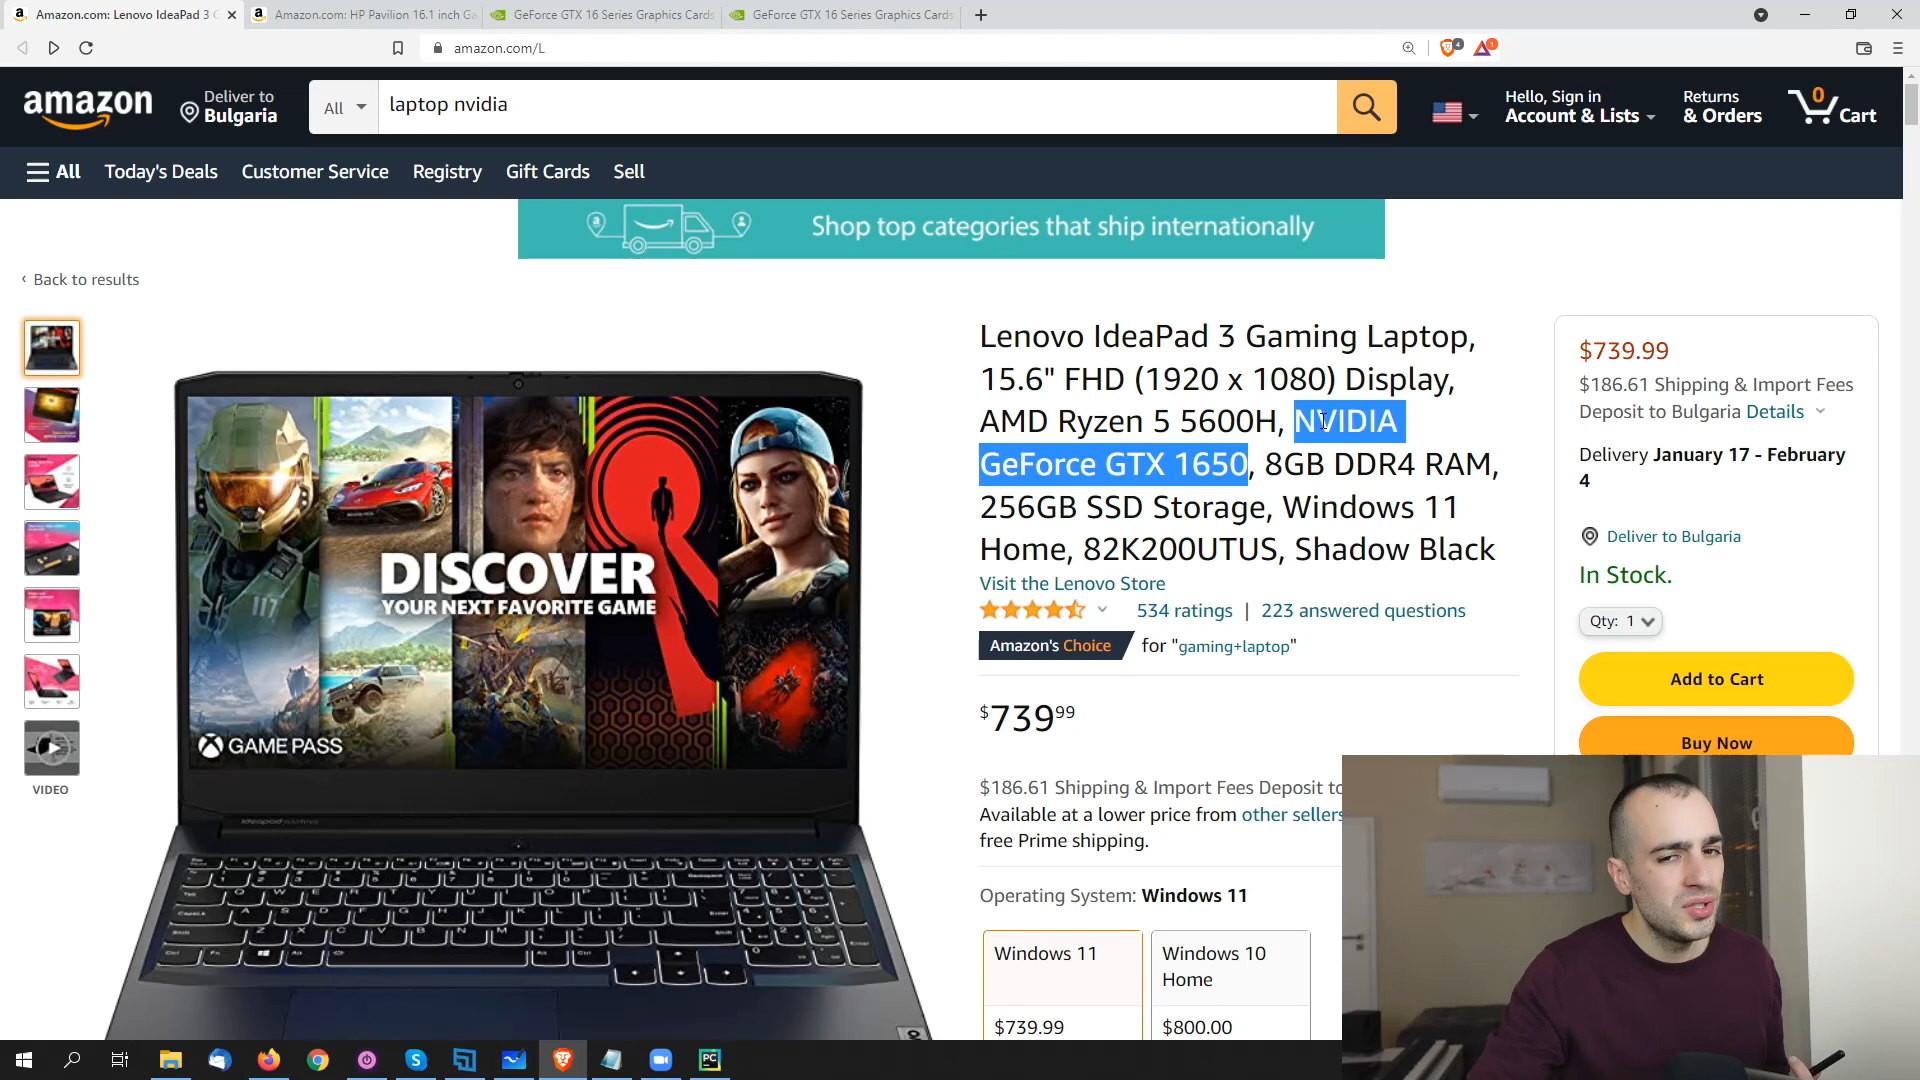 Amazon.com: Lenovo IdeaPad 3 G
Amazon.com: HP Pavilion 16.1 inch Ga
GeForce GTX 16 Series Graphics Cards
GeForce GTX 16 Series Graphics Cards
amazon.com/L
4
1
amazon
Deliver to
Bulgaria
All
laptop nvidia
Hello, Sign in
Account & Lists
Returns
& Orders
0
Cart
All
Today's Deals
Customer Service
Registry
Gift Cards
Sell
Shop top categories that ship internationally
‹ Back to results
VIDEO
DISCOVER
YOUR NEXT FAVORITE GAME
117
GAME PASS
Lenovo IdeaPad 3 Gaming Laptop,
15.6" FHD (1920 x 1080) Display,
AMD Ryzen 5 5600H, NVIDIA
GeForce GTX 1650, 8GB DDR4 RAM,
256GB SSD Storage, Windows 11
Home, 82K200UTUS, Shadow Black
Visit the Lenovo Store
534 ratings | 223 answered questions
Amazon's Choice for "gaming+laptop"
$739.99
$186.61 Shipping & Import Fees Deposit to
Available at a lower price from other sellers
free Prime shipping.
Operating System: Windows 11
Windows 11
$739.99
Windows 10
Home
$800.00
$739.99
$186.61 Shipping & Import Fees
Deposit to Bulgaria Details
Delivery January 17 - February
4
Deliver to Bulgaria
In Stock.
Qty: 1
Add to Cart
Buy Now
S
PC